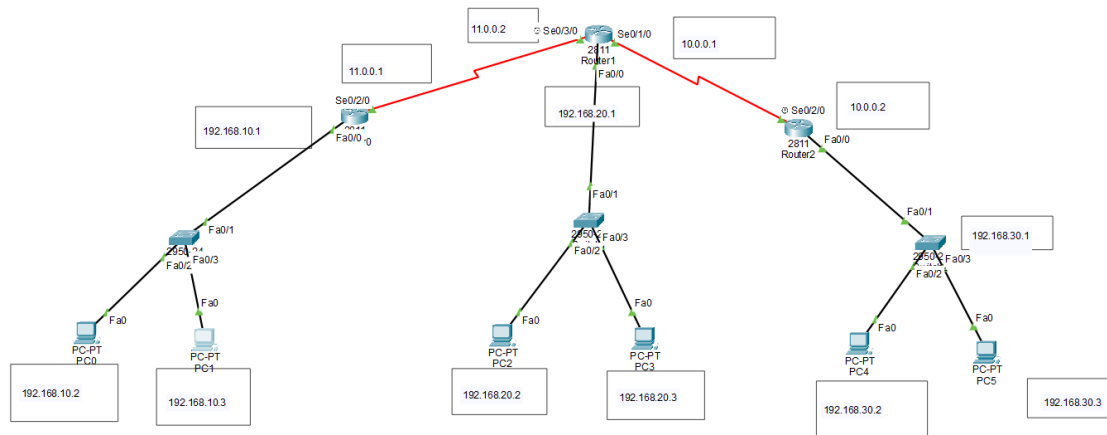 11.0.0.2
Se0/3/0
Se0/1/0
2811
Router1
Fa0/0
10.0.0.1
11.0.0.1
Se0/2/0
192.168.10.1
Fa0/0
0
192.168.20.1
Se0/2/0
10.0.0.2
2811
Router2
Fa0/0
Fa0/1
2950-24
Fa0/2
Fa0/3
Fa0/1
Fa0/2
Fa0/3
Fa0/1
192.168.30.1
Fa0/2
Fa0/3
Fa0
Fa0
PC-PT
PC0
PC-PT
PC1
192.168.10.2
192.168.10.3
Fa0
Fa0
PC-PT
PC2
PC-PT
PC3
192.168.20.2
192.168.20.3
Fa0
Fa0
PC-PT
PC4
PC-PT
PC5
192.168.30.2
192.168.30.3